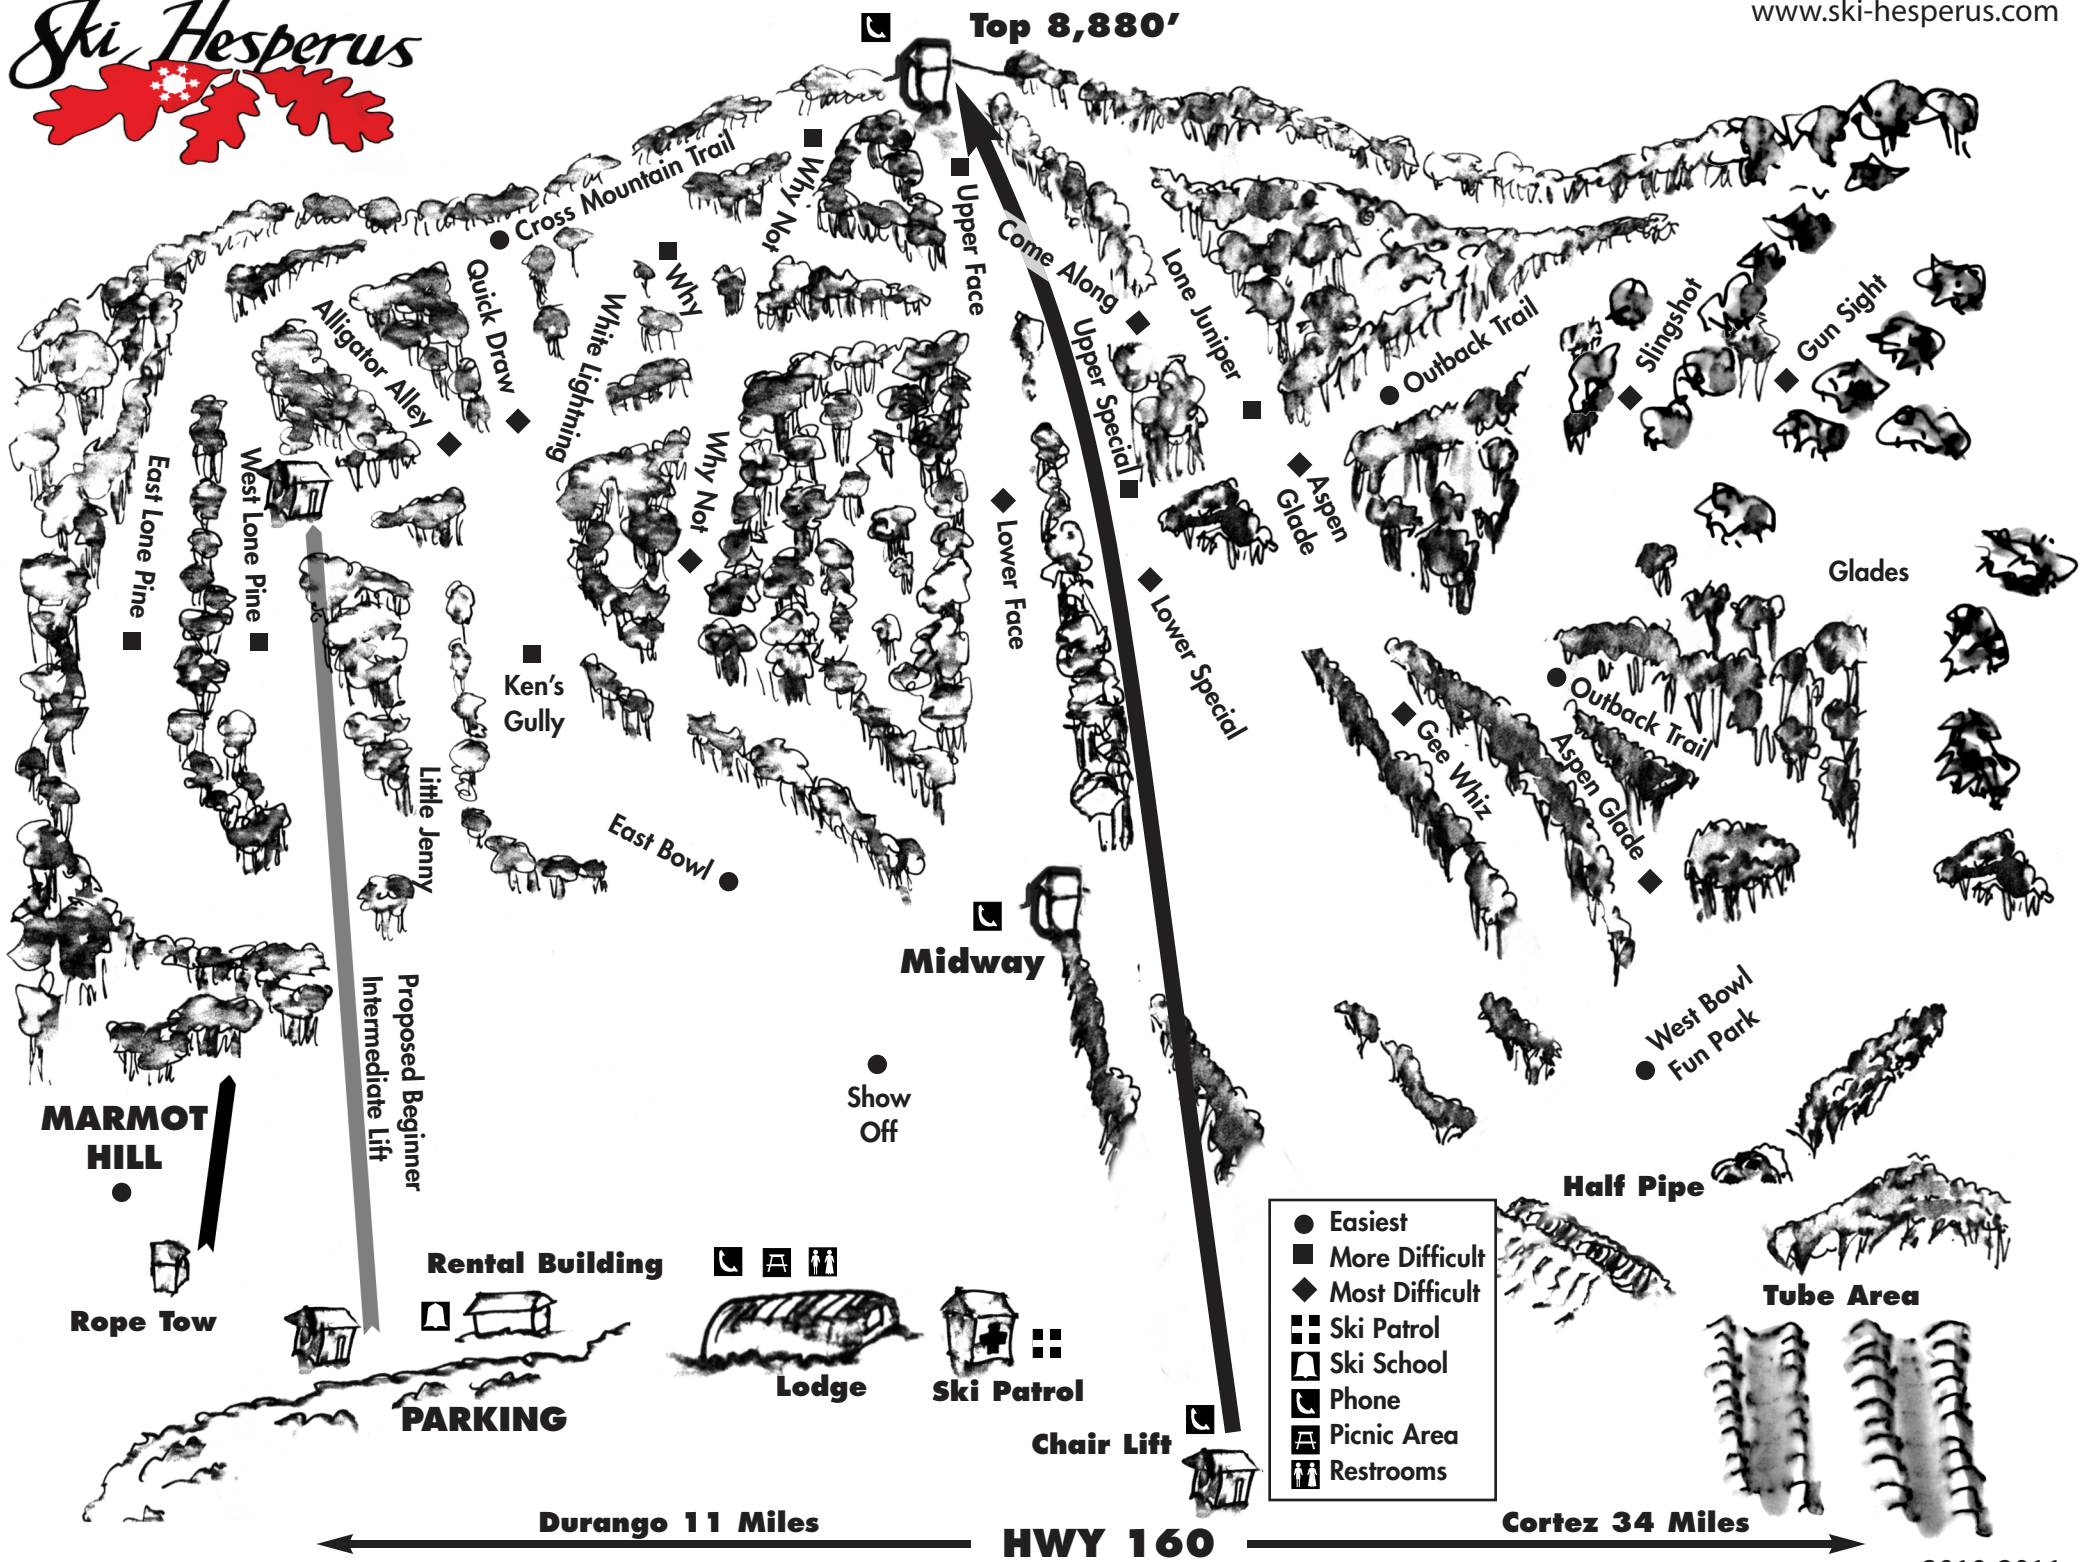 Ski Hesperus
Top 8,880'
www.ski-hesperus.com
Cross Mountain Trail
Why Not
Upper Face
Come Along
Lone Juniper
Quick Draw
Why
White Lightning
Alligator Alley
Upper Special
Outback Trail
Slingshot
Gun Sight
East Lone Pine
West Lone Pine
Why Not
Lower Face
Aspen
Glade
Glades
Lower Special
Ken's
Gully
Outback Trail
Gee Whiz
Aspen Glade
Little Jenny
East Bowl
Midway
Proposed Beginner
Intermediate Lift
West Bowl
Fun Park
Show
Off
MARMOT
HILL
Half Pipe
Rope Tow
Rental Building
Lodge
Ski Patrol
PARKING
Chair Lift
Easiest
More Difficult
Most Difficult
Ski Patrol
Ski School
Phone
Picnic Area
Restrooms
Tube Area
Durango 11 Miles
HWY 160
Cortez 34 Miles